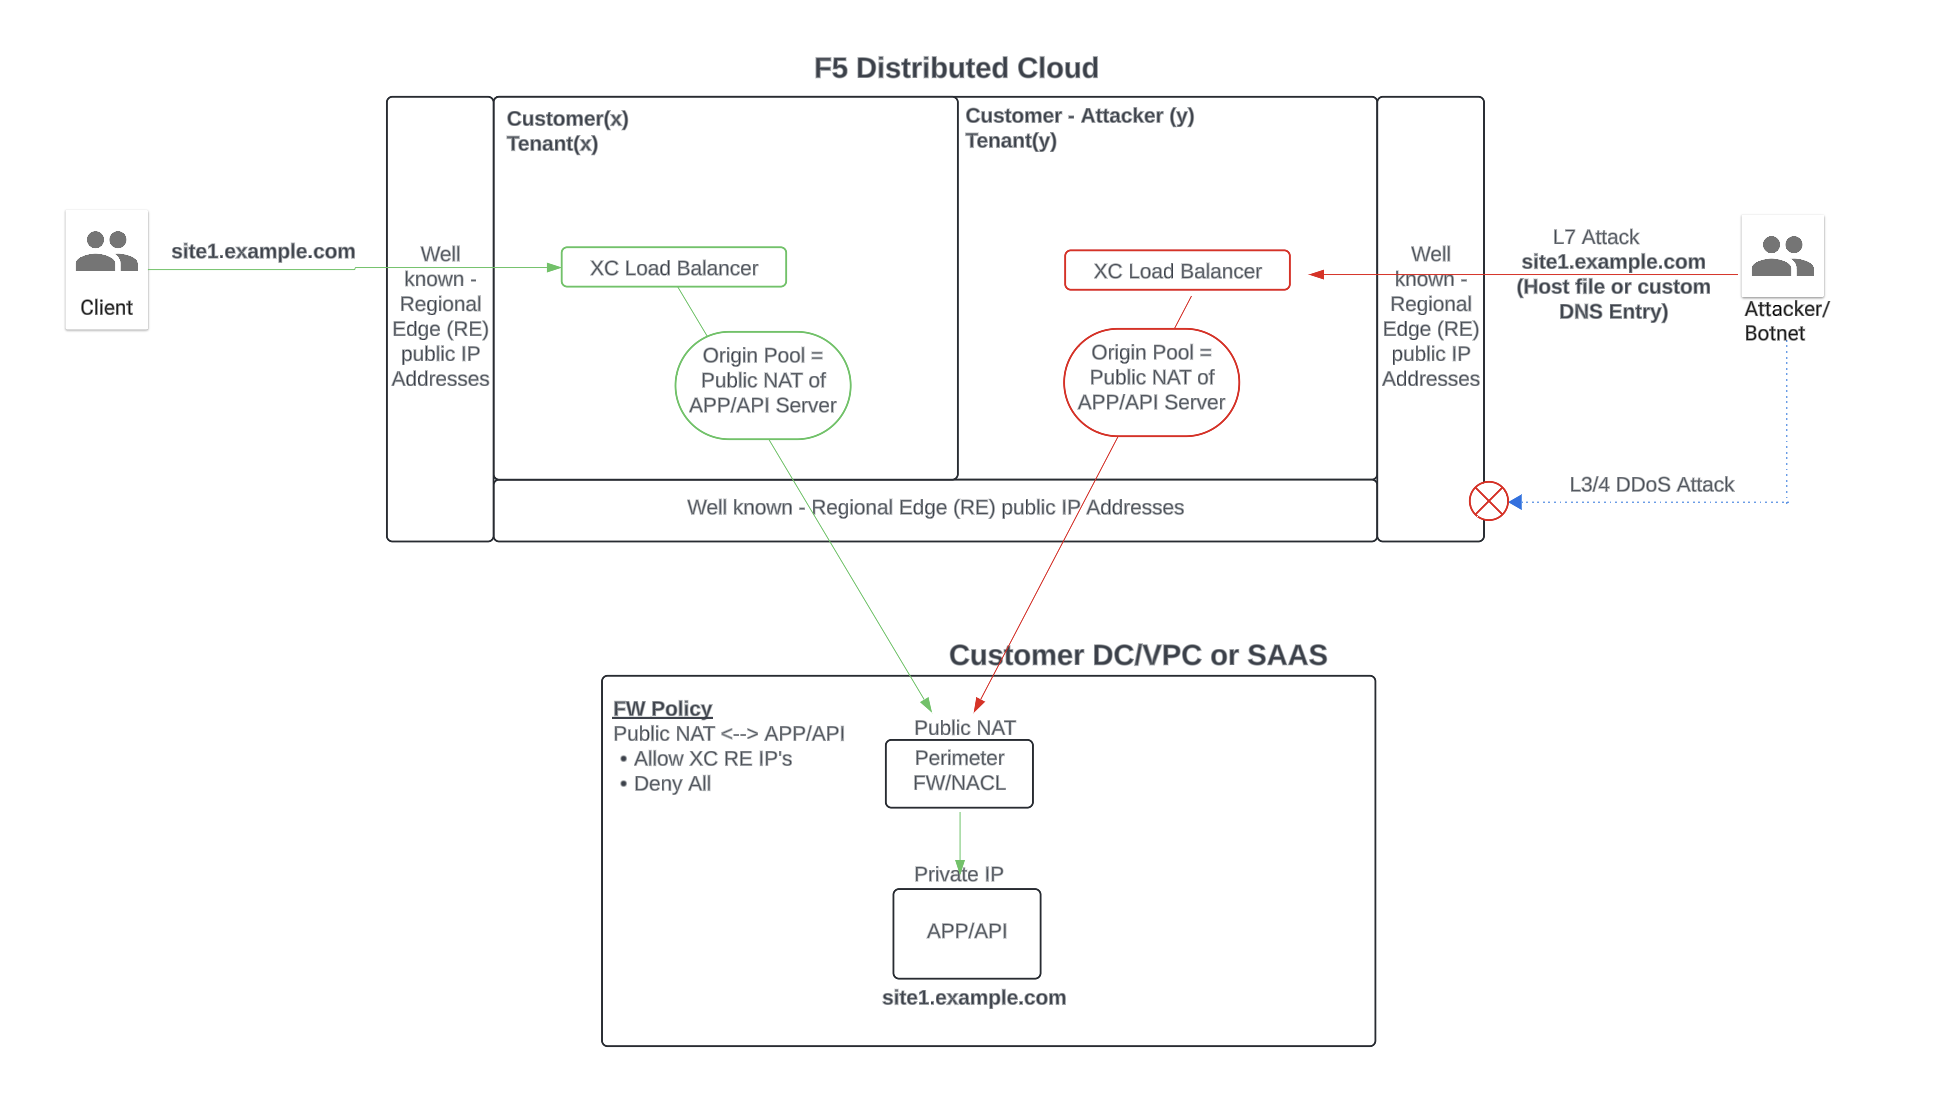 F5 Distributed Cloud
Customer(x)
Tenant(x)
Customer - Attacker (y)
Tenant(y)
site1.example.com
Client
Well
known -
Regional
Edge (RE)
public IP
Addresses
XC Load Balancer
Origin Pool =
Public NAT of
APP/API Server
XC Load Balancer
Origin Pool =
Public NAT of
APP/API Server
Well
known -
Regional
Edge (RE)
public IP
Addresses
L7 Attack
site1.example.com
(Host file or custom
DNS Entry)
Attacker/
Botnet
L3/4 DDoS Attack
Well known - Regional Edge (RE) public IP Addresses
Customer DC/VPC or SAAS
FW Policy
Public NAT <--> APP/API
• Allow XC RE IP's
• Deny All
Public NAT
Perimeter
FW/NACL
Private IP
APP/API
site1.example.com